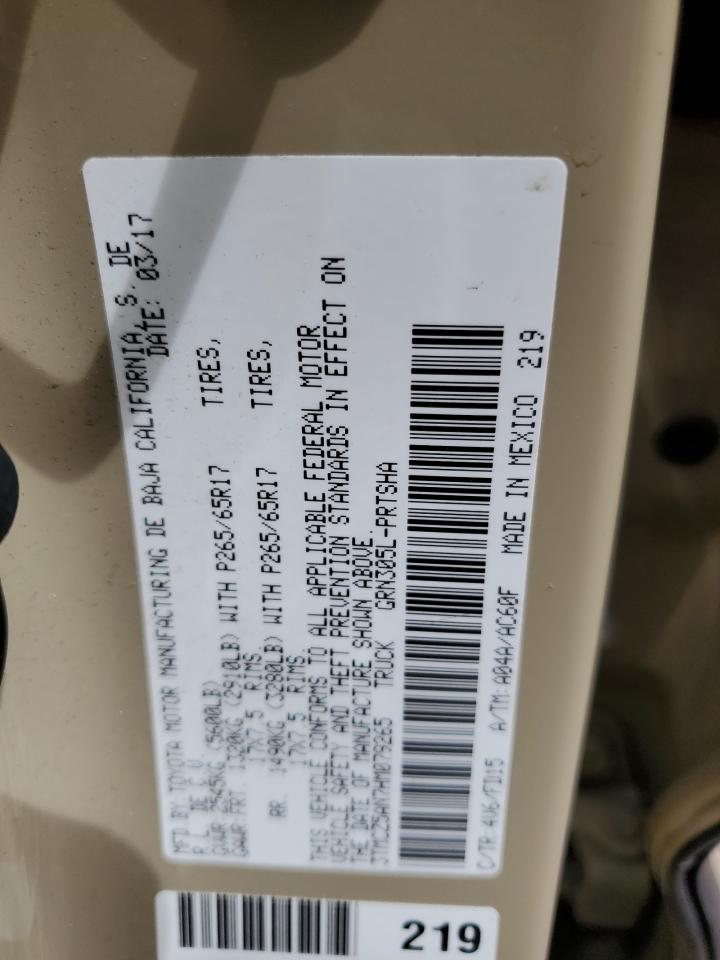 MFD BY TOYOTA MOTOR MANUFACTURING DE BAJA CALIFORNIA, S. DE
R L DE C V DATE: 03/17
GVWR 2545KG (5600LB)
GAWR FRT. 1320KG (2910LB) WITH P265/65R17 TIRES,
17X7.5 RIMS.
RR. 1490KG (3280LB) WITH P265/65R17 TIRES,
17X7.5 RIMS.
THIS VEHICLE CONFORMS TO ALL APPLICABLE FEDERAL MOTOR
VEHICLE SAFETY AND THEFT PREVENTION STANDARDS IN EFFECT ON
THE DATE OF MANUFACTURE SHOWN ABOVE.
3TMCZ5AN7HM079265 TRUCK GRN305L-PRTSHA
C/TR:4V6/FD15 A/TM:A04A/AC60F MADE IN MEXICO 219
219